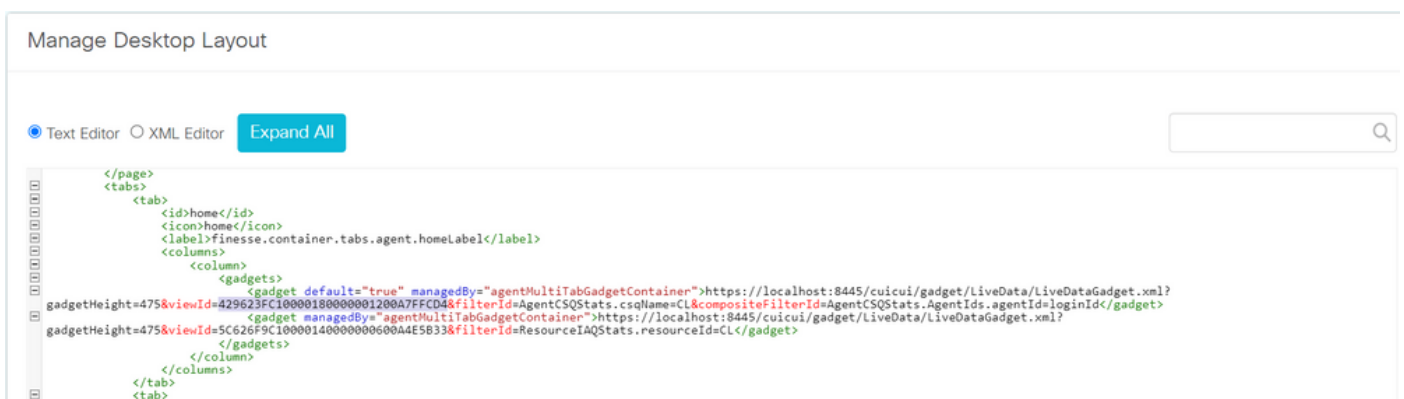 Manage Desktop Layout
Text Editor XML Editor Expand All
</page>
<tabs>
<tab>
<id>home</id>
<icon>home</icon>
<label>finesse.container.tabs.agent.homeLabel</label>
<columns>
<column>
<gadgets>
<gadget default="true" managedBy="agentMultiTabGadgetContainer">https://localhost:8445/cuicui/gadget/LiveData/LiveDataGadget.xml?
gadgetHeight=475&viewId=429623FC10000180000001200A7FFCD4&filterId=AgentCSQStats.csqName=CL&compositeFilterId=AgentCSQStats.AgentIds.agentId=loginId</gadget>
<gadget managedBy="agentMultiTabGadgetContainer">https://localhost:8445/cuicui/gadget/LiveData/LiveDataGadget.xml?
gadgetHeight=475&viewId=5C626F9C10000140000000600A4E5B33&filterId=ResourceIAQStats.resourceId=CL</gadget>
</gadgets>
</column>
</columns>
</tab>
<tab>